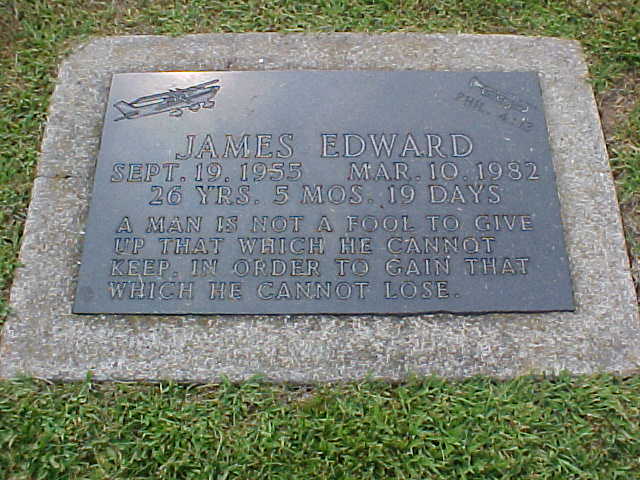 PHIL. 4:13
JAMES EDWARD
SEPT. 19, 1955 MAR. 10, 1982
26 YRS. 5 MOS. 19 DAYS
A MAN IS NOT A FOOL TO GIVE
UP THAT WHICH HE CANNOT
KEEP, IN ORDER TO GAIN THAT
WHICH HE CANNOT LOSE.